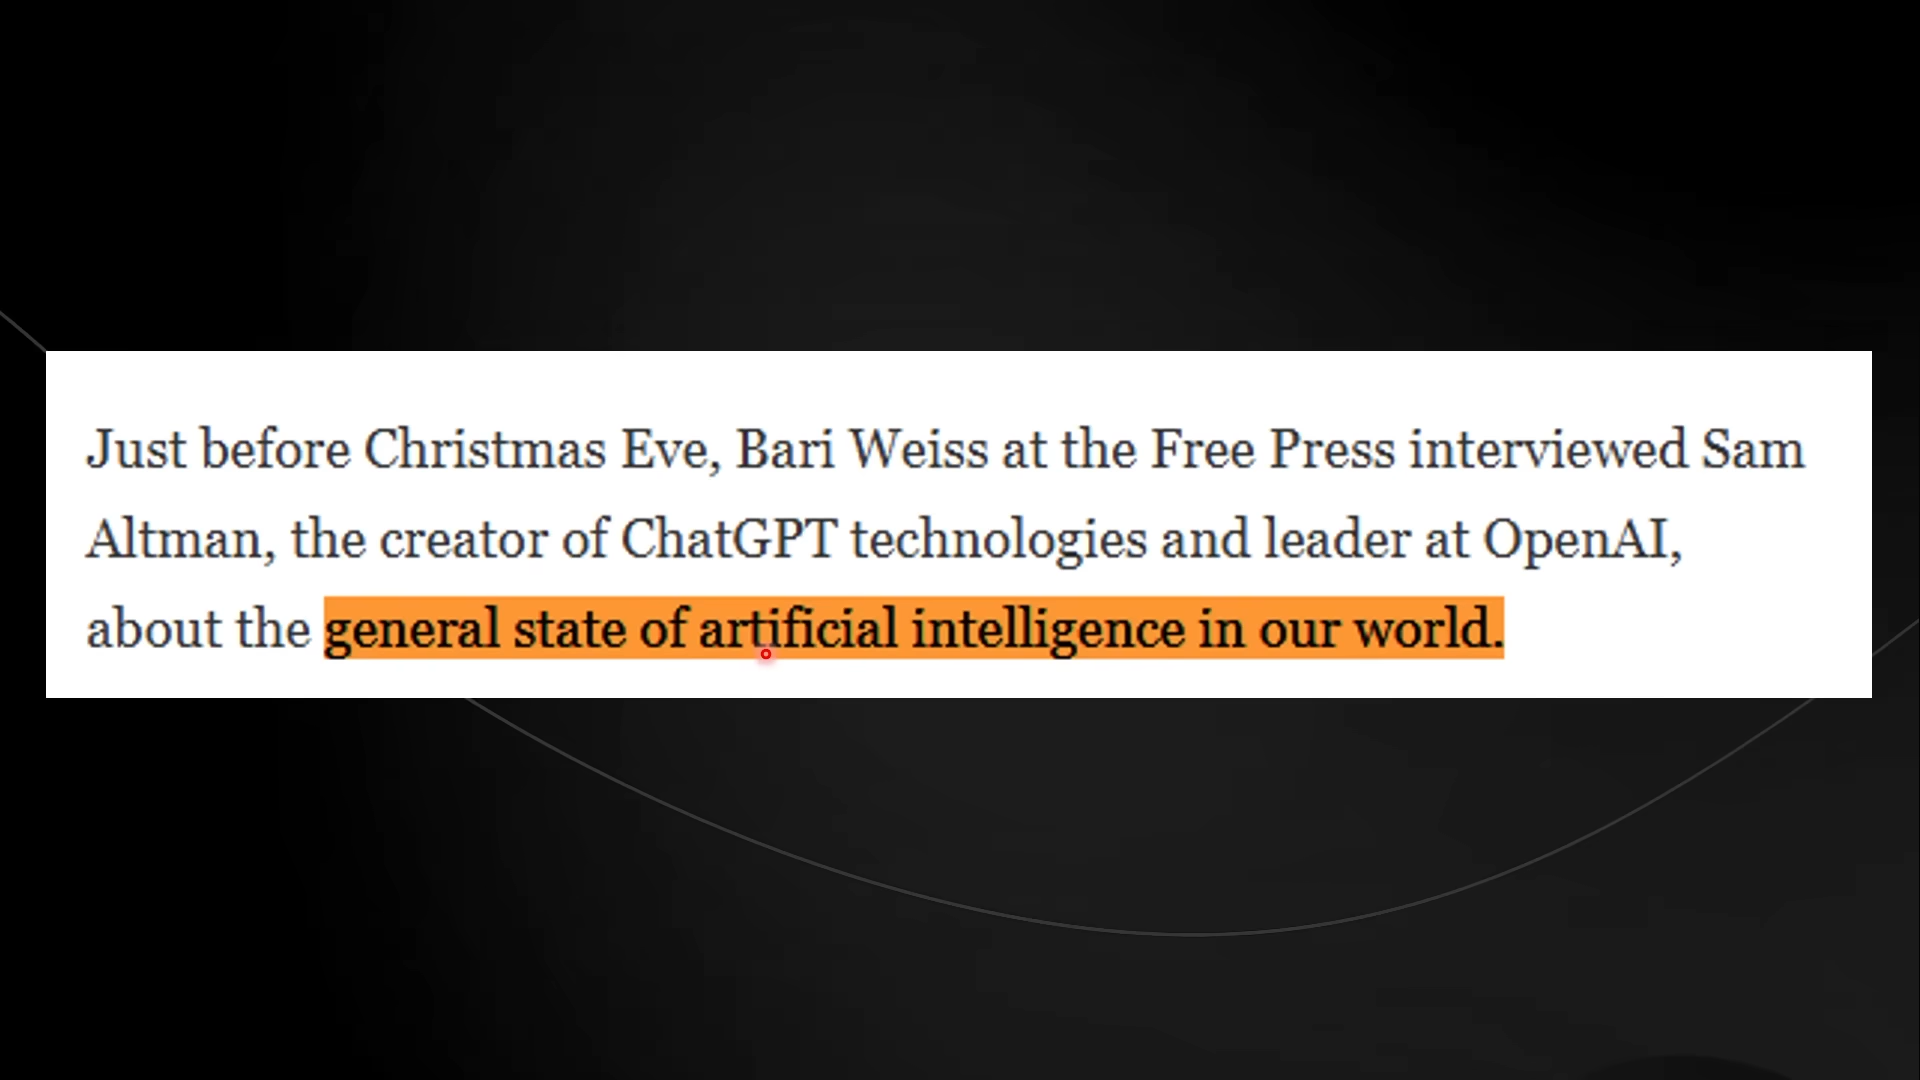 Just before Christmas Eve, Bari Weiss at the Free Press interviewed Sam
Altman, the creator of ChatGPT technologies and leader at OpenAI,
about the general state of artificial intelligence in our world.